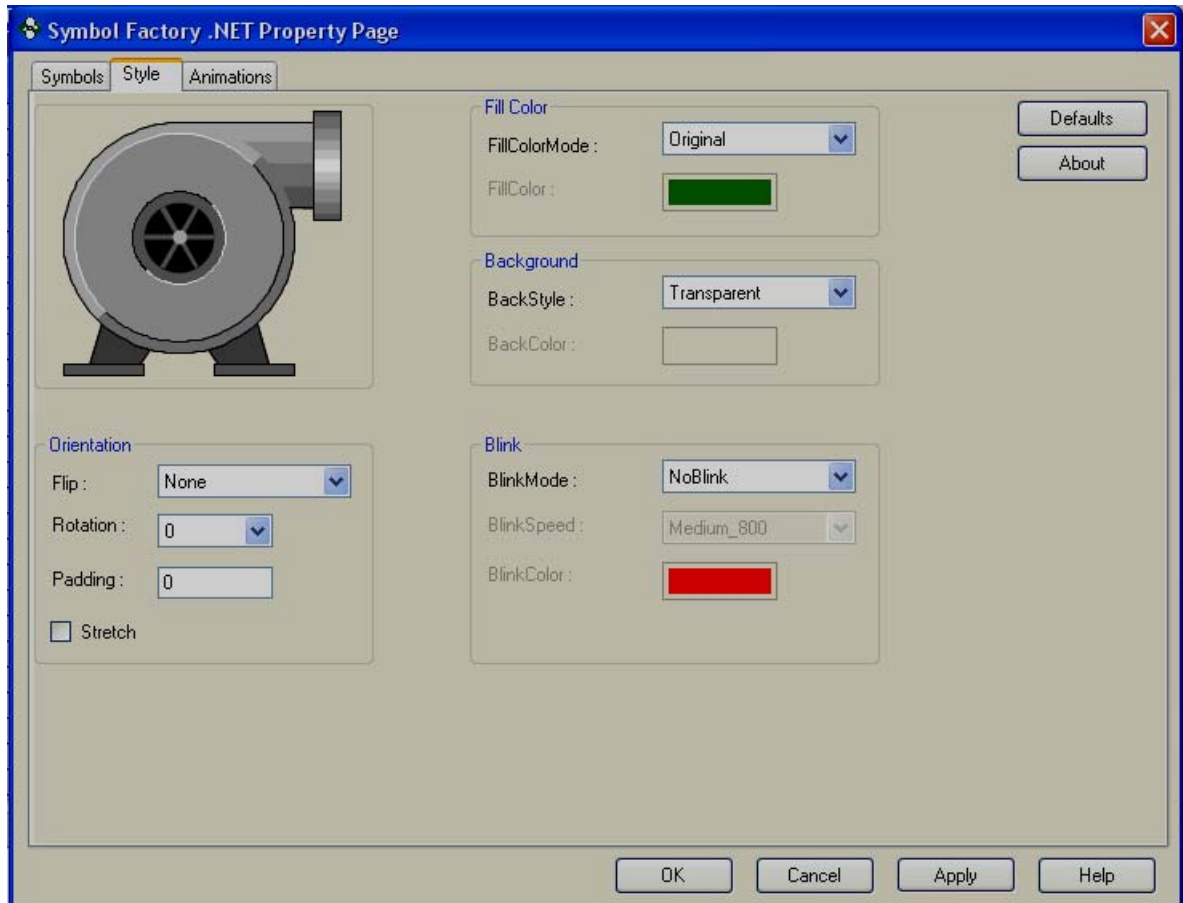 Symbol Factory .NET Property Page
Symbols Style Animations
Fill Color
FillColorMode : Original
FillColor :
Defaults
About
Background
BackStyle : Transparent
BackColor :
Orientation
Flip : None
Rotation : 0
Padding : 0
Stretch
Blink
BlinkMode : NoBlink
BlinkSpeed : Medium_800
BlinkColor :
OK Cancel Apply Help